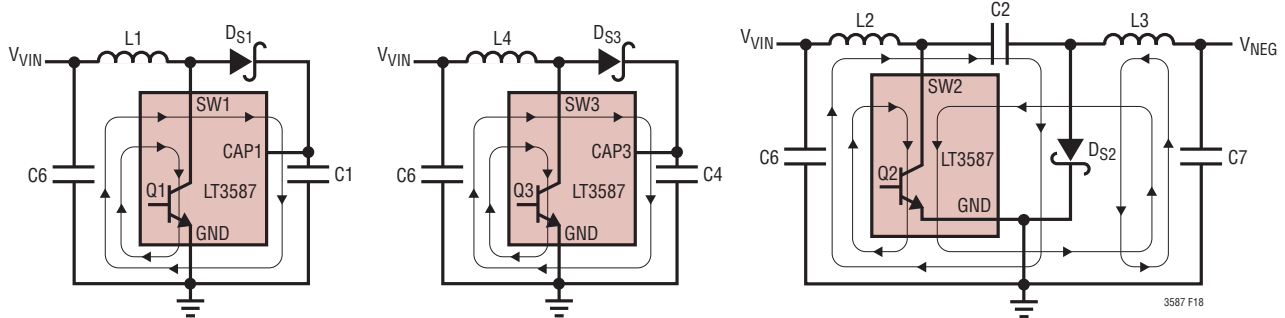 L1
DS1
VVIN
SW1
CAP1
C6
C1
Q1
LT3587
GND
L4
DS3
VVIN
SW3
CAP3
C6
C4
Q3
LT3587
GND
L2
C2
L3
VVIN
VNEG
SW2
C6
DS2
C7
Q2
LT3587
GND
3587 F18